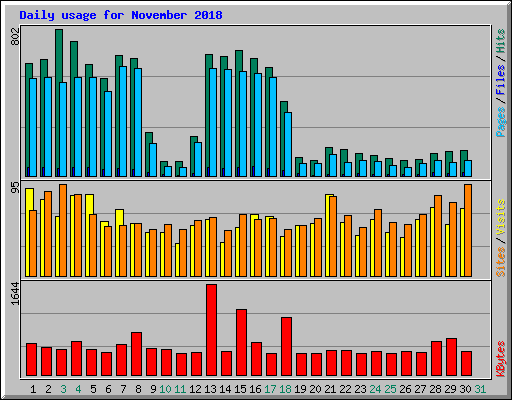 Daily usage for November 2018
802
Pages / Files / Hits
95
Sites / Visits
1644
KBytes
1 2 3 4 5 6 7 8 9 10 11 12 13 14 15 16 17 18 19 20 21 22 23 24 25 26 27 28 29 30 31